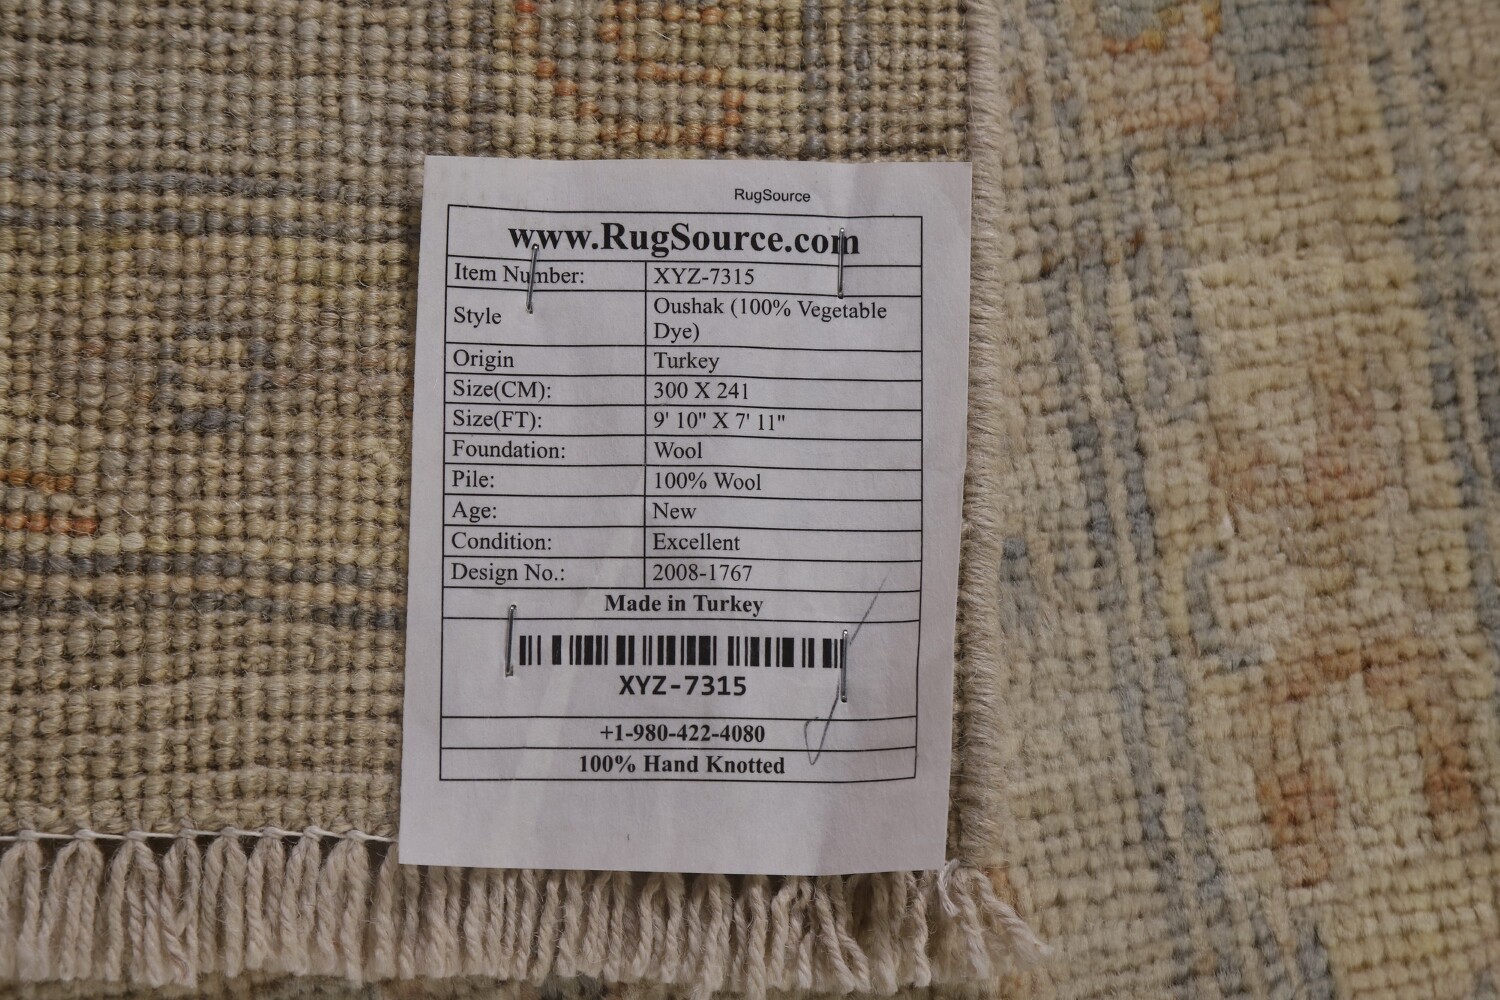 RugSource
www.RugSource.com
Item Number: XYZ-7315
Style Oushak (100% Vegetable
Dye)
Origin Turkey
Size(CM): 300 X 241
Size(FT): 9' 10" X 7' 11"
Foundation: Wool
Pile: 100% Wool
Age: New
Condition: Excellent
Design No.: 2008-1767
Made in Turkey
XYZ-7315
+1-980-422-4080
100% Hand Knotted